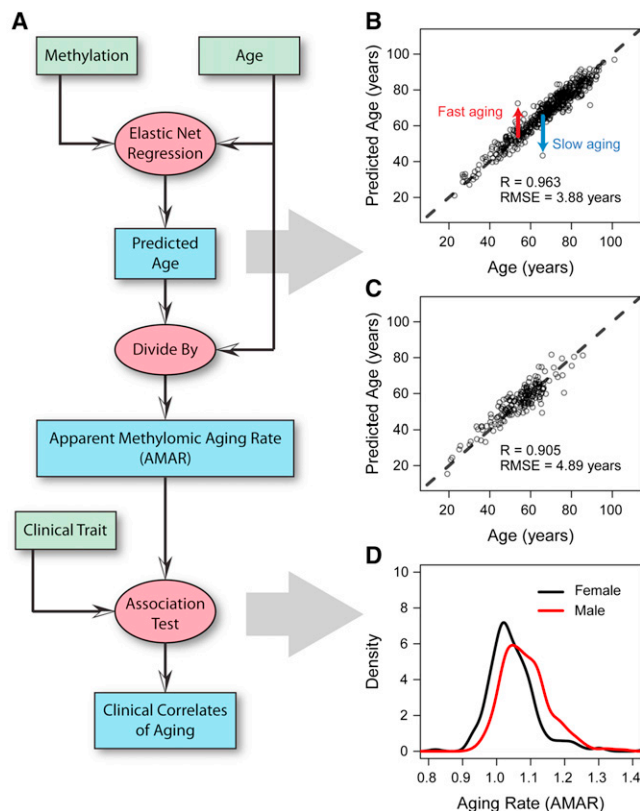 A
Methylation
Age
Elastic Net
Regression
Predicted
Age
Divide By
Apparent Methylomic Aging Rate
(AMAR)
Clinical Trait
Association
Test
Clinical Correlates
of Aging
B
Predicted Age (years)
100
80
60
40
20
Fast aging
Slow aging
R = 0.963
RMSE = 3.88 years
20 40 60 80 100
Age (years)
C
Predicted Age (years)
100
80
60
40
20
R = 0.905
RMSE = 4.89 years
20 40 60 80 100
Age (years)
D
Density
10
8
6
4
2
0
Female
Male
0.8 0.9 1.0 1.1 1.2 1.3 1.4
Aging Rate (AMAR)